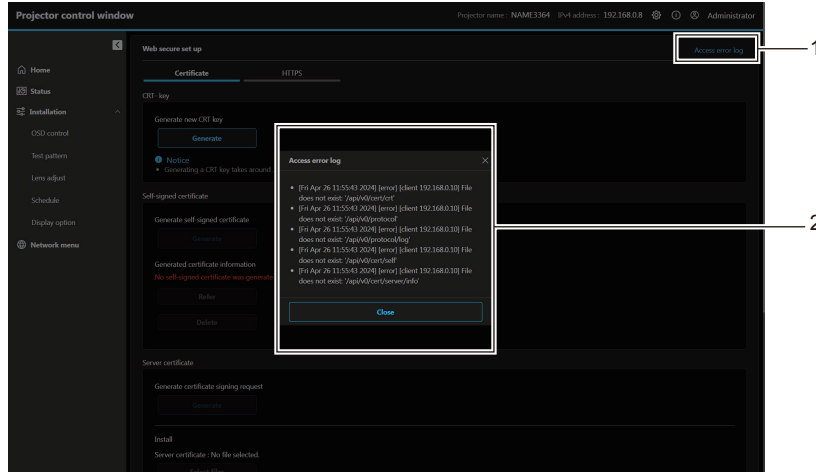 Projector control window
Projector name : NAME3364 IPv4 address : 192.168.0.8 Administrator
Web secure set up
Access error log
1
Home
Certificate
HTTPS
Status
CRT- key
Installation
Generate new CRT key
OSD control
Generate
Test pattern
Notice
Generating a CRT key takes around
Lens adjust
Schedule
Display option
Network menu
Self-signed certificate
Generate self-signed certificate
Generate
Generated certificate information
No self-signed certificate was generate
Refer
Delete
Access error log
• [Fri Apr 26 11:55:43 2024] [error] [client 192.168.0.10] File
does not exist: '/api/v0/cert/crt'
• [Fri Apr 26 11:55:43 2024] [error] [client 192.168.0.10] File
does not exist: '/api/v0/protocol'
• [Fri Apr 26 11:55:43 2024] [error] [client 192.168.0.10] File
does not exist: '/api/v0/protocol/log'
• [Fri Apr 26 11:55:43 2024] [error] [client 192.168.0.10] File
does not exist: '/api/v0/cert/self'
• [Fri Apr 26 11:55:43 2024] [error] [client 192.168.0.10] File
does not exist: '/api/v0/cert/server/info'
Close
2
Server certificate
Generate certificate signing request
Generate
Install
Server certificate : No file selected.